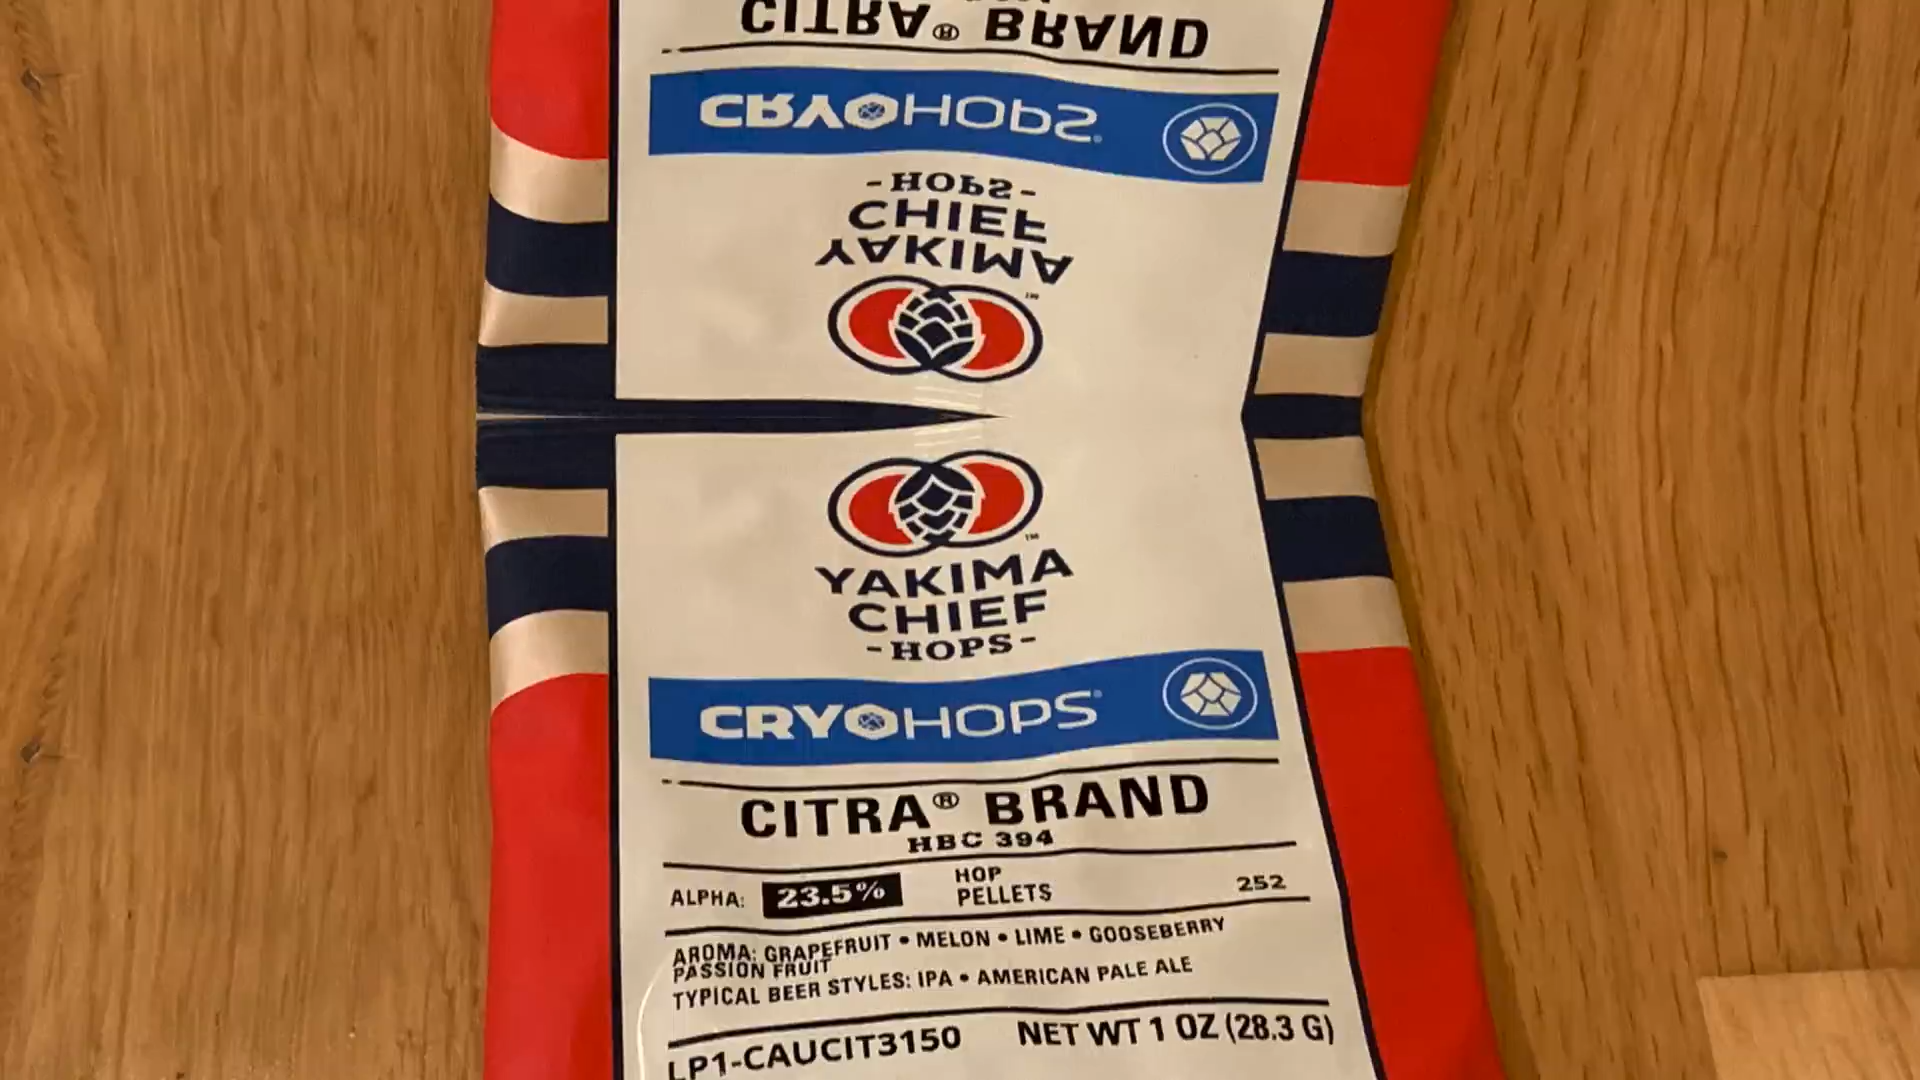 CITRA® BRAND
CRYOHOPS®
-HOPS-
CHIEF
YAKIMA
YAKIMA
CHIEF
-HOPS-
CRYOHOPS®
CITRA® BRAND
HBC 394
ALPHA: 23.5% HOP PELLETS 252
AROMA: GRAPEFRUIT • MELON • LIME • GOOSEBERRY
PASSION FRUIT
TYPICAL BEER STYLES: IPA • AMERICAN PALE ALE
LP1-CAUCIT3150 NET WT 1 OZ (28.3 G)